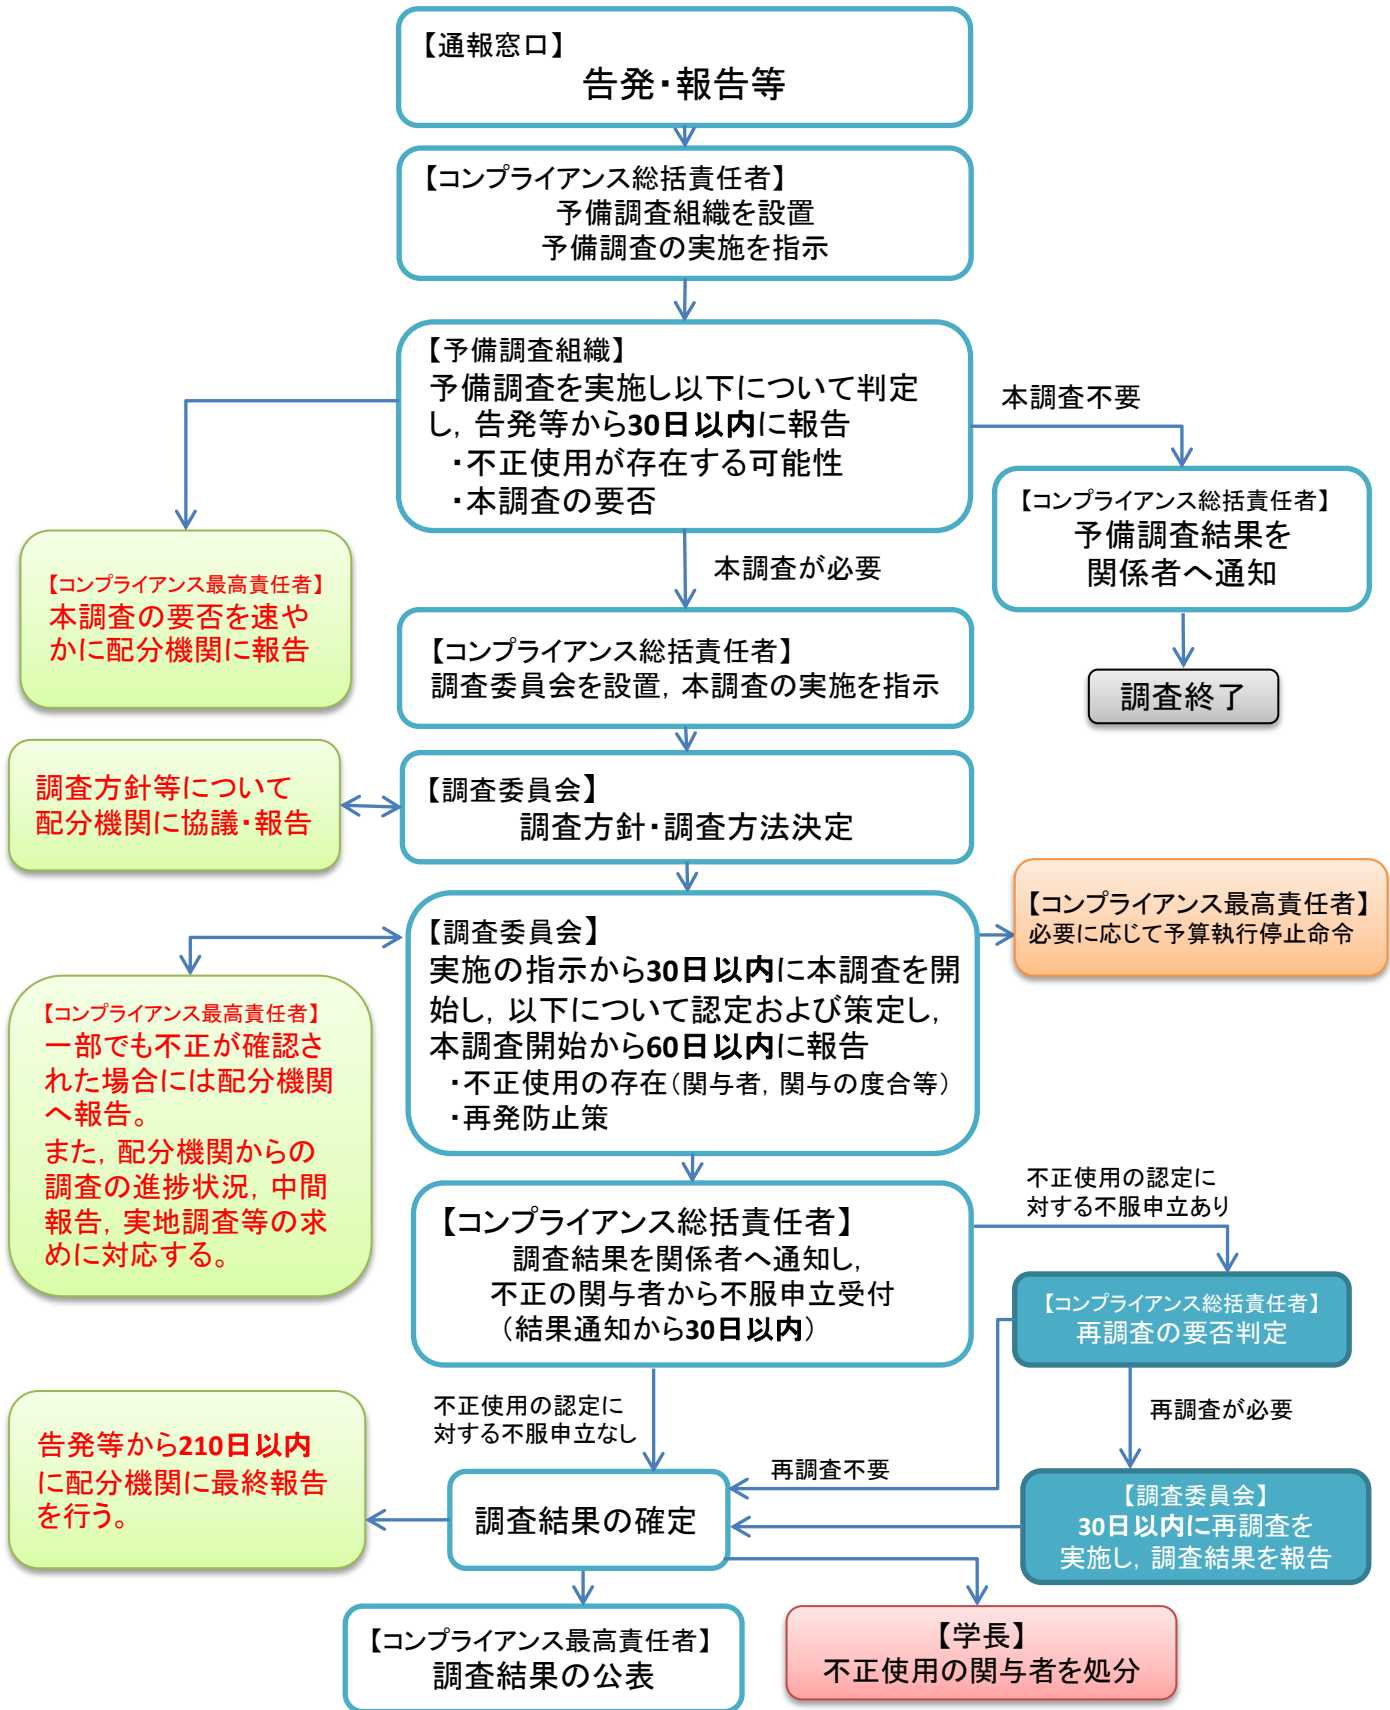 【通報窓口】
告発・報告等
【コンプライアンス総括責任者】
予備調査組織を設置
予備調査の実施を指示
【予備調査組織】
予備調査を実施し以下について判定
し，告発等から30日以内に報告
・不正使用が存在する可能性
・本調査の要否
本調査不要
【コンプライアンス総括責任者】
予備調査結果を
関係者へ通知
調査終了
【コンプライアンス最高責任者】
本調査の要否を速や
かに配分機関に報告
本調査が必要
【コンプライアンス総括責任者】
調査委員会を設置，本調査の実施を指示
調査方針等について
配分機関に協議・報告
【調査委員会】
調査方針・調査方法決定
【調査委員会】
実施の指示から30日以内に本調査を開
始し，以下について認定および策定し，
本調査開始から60日以内に報告
・不正使用の存在（関与者，関与の度合等）
・再発防止策
【コンプライアンス最高責任者】
必要に応じて予算執行停止命令
【コンプライアンス最高責任者】
一部でも不正が確認さ
れた場合には配分機関
へ報告。
また，配分機関からの
調査の進捗状況，中間
報告，実地調査等の求
めに対応する。
【コンプライアンス総括責任者】
調査結果を関係者へ通知し，
不正の関与者から不服申立受付
（結果通知から30日以内）
不正使用の認定に
対する不服申立あり
【コンプライアンス総括責任者】
再調査の要否判定
不正使用の認定に
対する不服申立なし
再調査不要
再調査が必要
【調査委員会】
30日以内に再調査を
実施し，調査結果を報告
調査結果の確定
告発等から210日以内
に配分機関に最終報告
を行う。
【コンプライアンス最高責任者】
調査結果の公表
【学長】
不正使用の関与者を処分